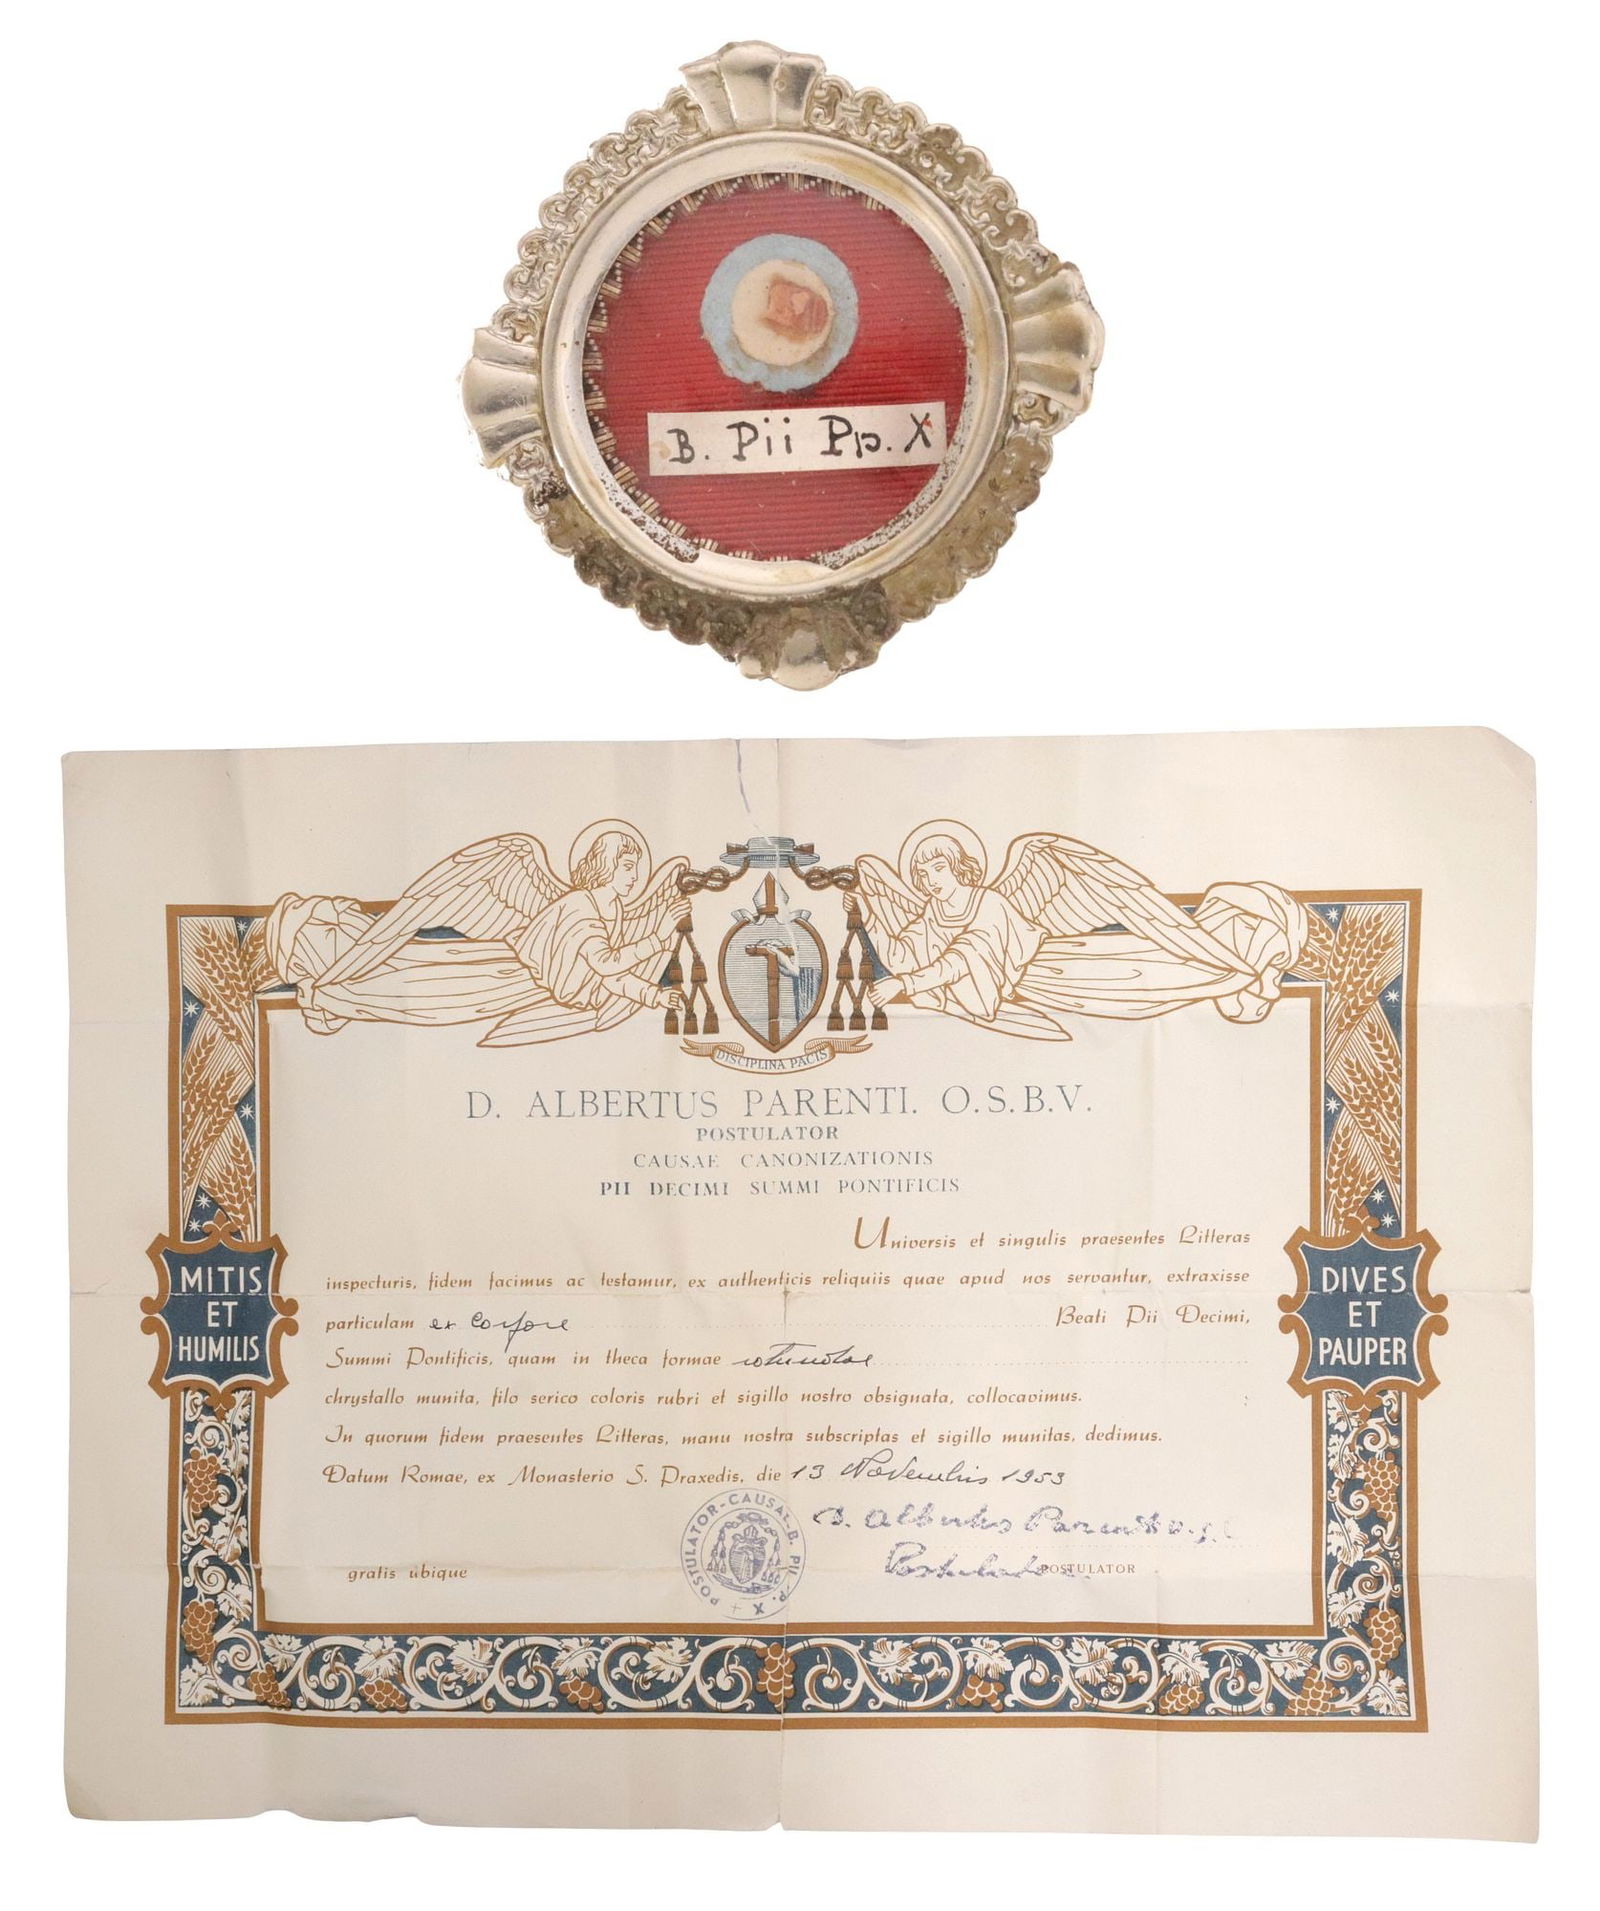 B. Pii Pp. X
DISCIPLINA PACIS
D. ALBERTUS PARENTI. O.S.B.V.
POSTULATOR
CAUSAE CANONIZATIONIS
PII DECIMI SUMMI PONTIFICIS
Universis et singulis praesentes Litteras
inspecturis, fidem facimus ac testamur, ex authenticis reliquiis quae apud nos servantur, extraxisse
particulam ex Corpore Beati Pii Decimi,
Summi Pontificis, quam in theca formae rotundae
chrystallo munita, filo serico coloris rubri et sigillo nostro obsignata, collocavimus.
In quorum fidem praesentes Litteras, manu nostra subscriptas et sigillo munitas, dedimus.
Datum Romae, ex Monasterio S. Praxedis, die 13 Novembris 1953
D. Albertus Parenti
Postulator
POSTULATOR
gratis ubique
POSTULATOR-CAUSAE-B. PII P.P. X
MITIS
ET
HUMILIS
DIVES
ET
PAUPER